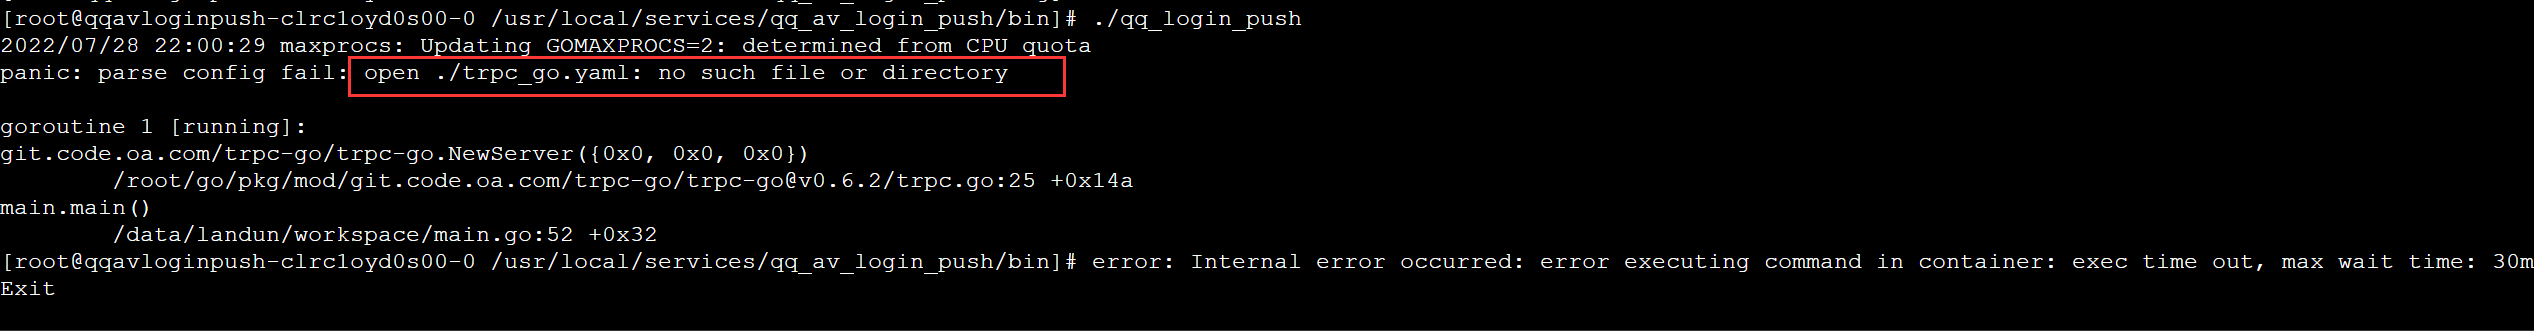 [root@qqavloginpush-clrc1oyd0s00-0 /usr/local/services/qq_av_login_push/bin]# ./qq_login_push
2022/07/28 22:00:29 maxprocs: Updating GOMAXPROCS=2: determined from CPU quota
panic: parse config fail: open ./trpc_go.yaml: no such file or directory
goroutine 1 [running]:
git.code.oa.com/trpc-go/trpc-go.NewServer({0x0, 0x0, 0x0})
/root/go/pkg/mod/git.code.oa.com/trpc-go/trpc-go@v0.6.2/trpc.go:25 +0x14a
main.main()
/data/landun/workspace/main.go:52 +0x32
[root@qqavloginpush-clrc1oyd0s00-0 /usr/local/services/qq_av_login_push/bin]# error: Internal error occurred: error executing command in container: exec time out, max wait time: 30m
Exit